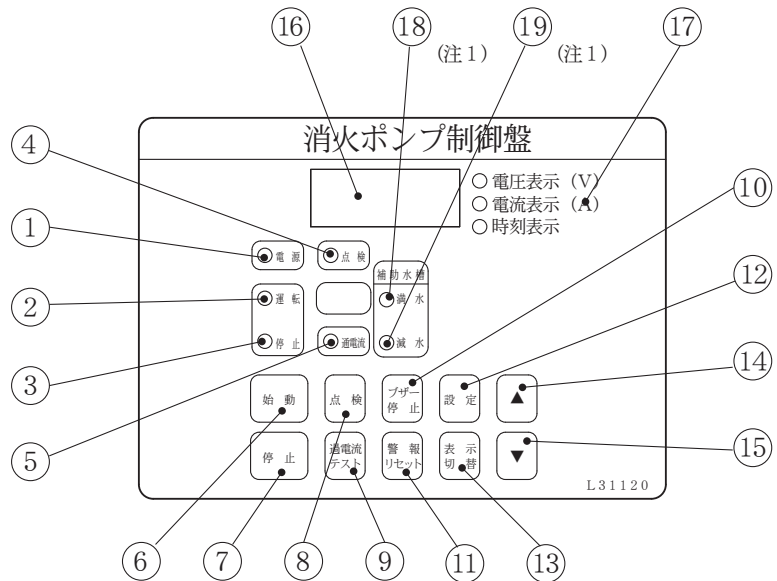 ⑯
⑱
⑲
⑰
(注1)
(注1)
④
消火ポンプ制御盤
電圧表示 (V)
電流表示 (A)
時刻表示
⑩
①
電源
点検
補助水槽
⑫
②
運転
満水
停止
過電流
減水
③
⑭
始動
点検
ブザー
停止
設定
▲
⑤
⑮
停止
過電流
テスト
警報
リセット
表示
切替
▼
L31120
⑥
⑦
⑧
⑨
⑪
⑬